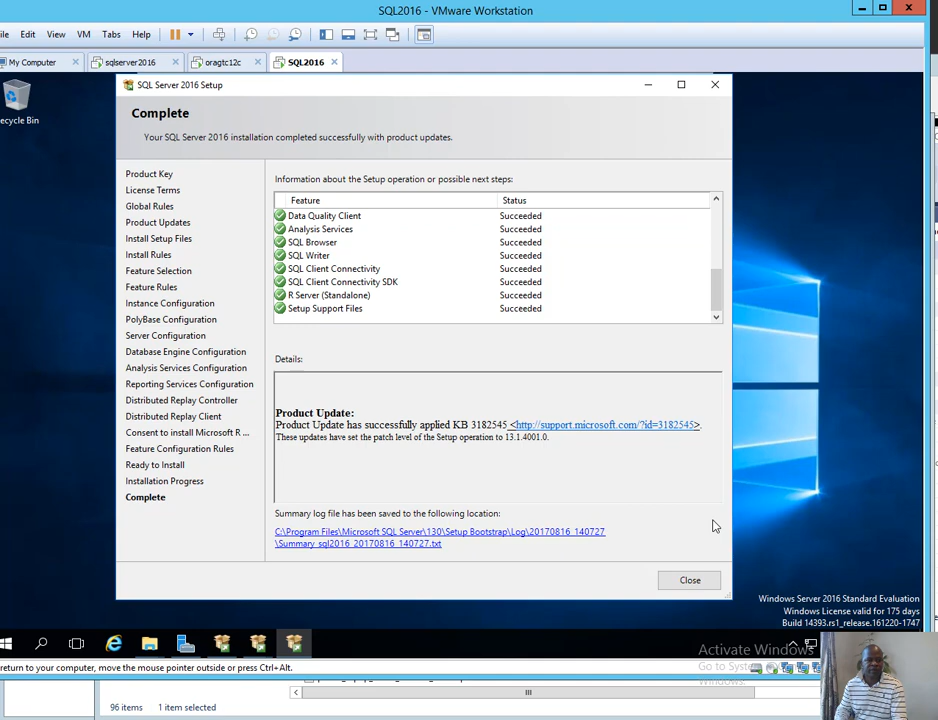 SQL2016 - VMware Workstation
ile Edit View VM Tabs Help
My Computer sqlserver2016 oragtc12c SQL2016
SQL Server 2016 Setup
ecycle Bin
Complete
Your SQL Server 2016 installation completed successfully with product updates.
Product Key
License Terms
Global Rules
Product Updates
Install Setup Files
Install Rules
Feature Selection
Feature Rules
Instance Configuration
PolyBase Configuration
Server Configuration
Database Engine Configuration
Analysis Services Configuration
Reporting Services Configuration
Distributed Replay Controller
Distributed Replay Client
Consent to install Microsoft R ...
Feature Configuration Rules
Ready to Install
Installation Progress
Complete
Information about the Setup operation or possible next steps:
Feature Status
Data Quality Client Succeeded
Analysis Services Succeeded
SQL Browser Succeeded
SQL Writer Succeeded
SQL Client Connectivity Succeeded
SQL Client Connectivity SDK Succeeded
R Server (Standalone) Succeeded
Setup Support Files Succeeded
Details:
Product Update:
Product Update has successfully applied KB 3182545 <http://support.microsoft.com/?id=3182545>.
These updates have set the patch level of the Setup operation to 13.1.4001.0.
Summary log file has been saved to the following location:
C:\Program Files\Microsoft SQL Server\130\Setup Bootstrap\Log\20170816_140727
\Summary_sql2016_20170816_140727.txt
Close
Windows Server 2016 Standard Evaluation
Windows License valid for 175 days
Build 14393.rs1_release.161220-1747
Activate Windows
Go to Syste
Windows.
return to your computer, move the mouse pointer outside or press Ctrl+Alt.
96 items 1 item selected